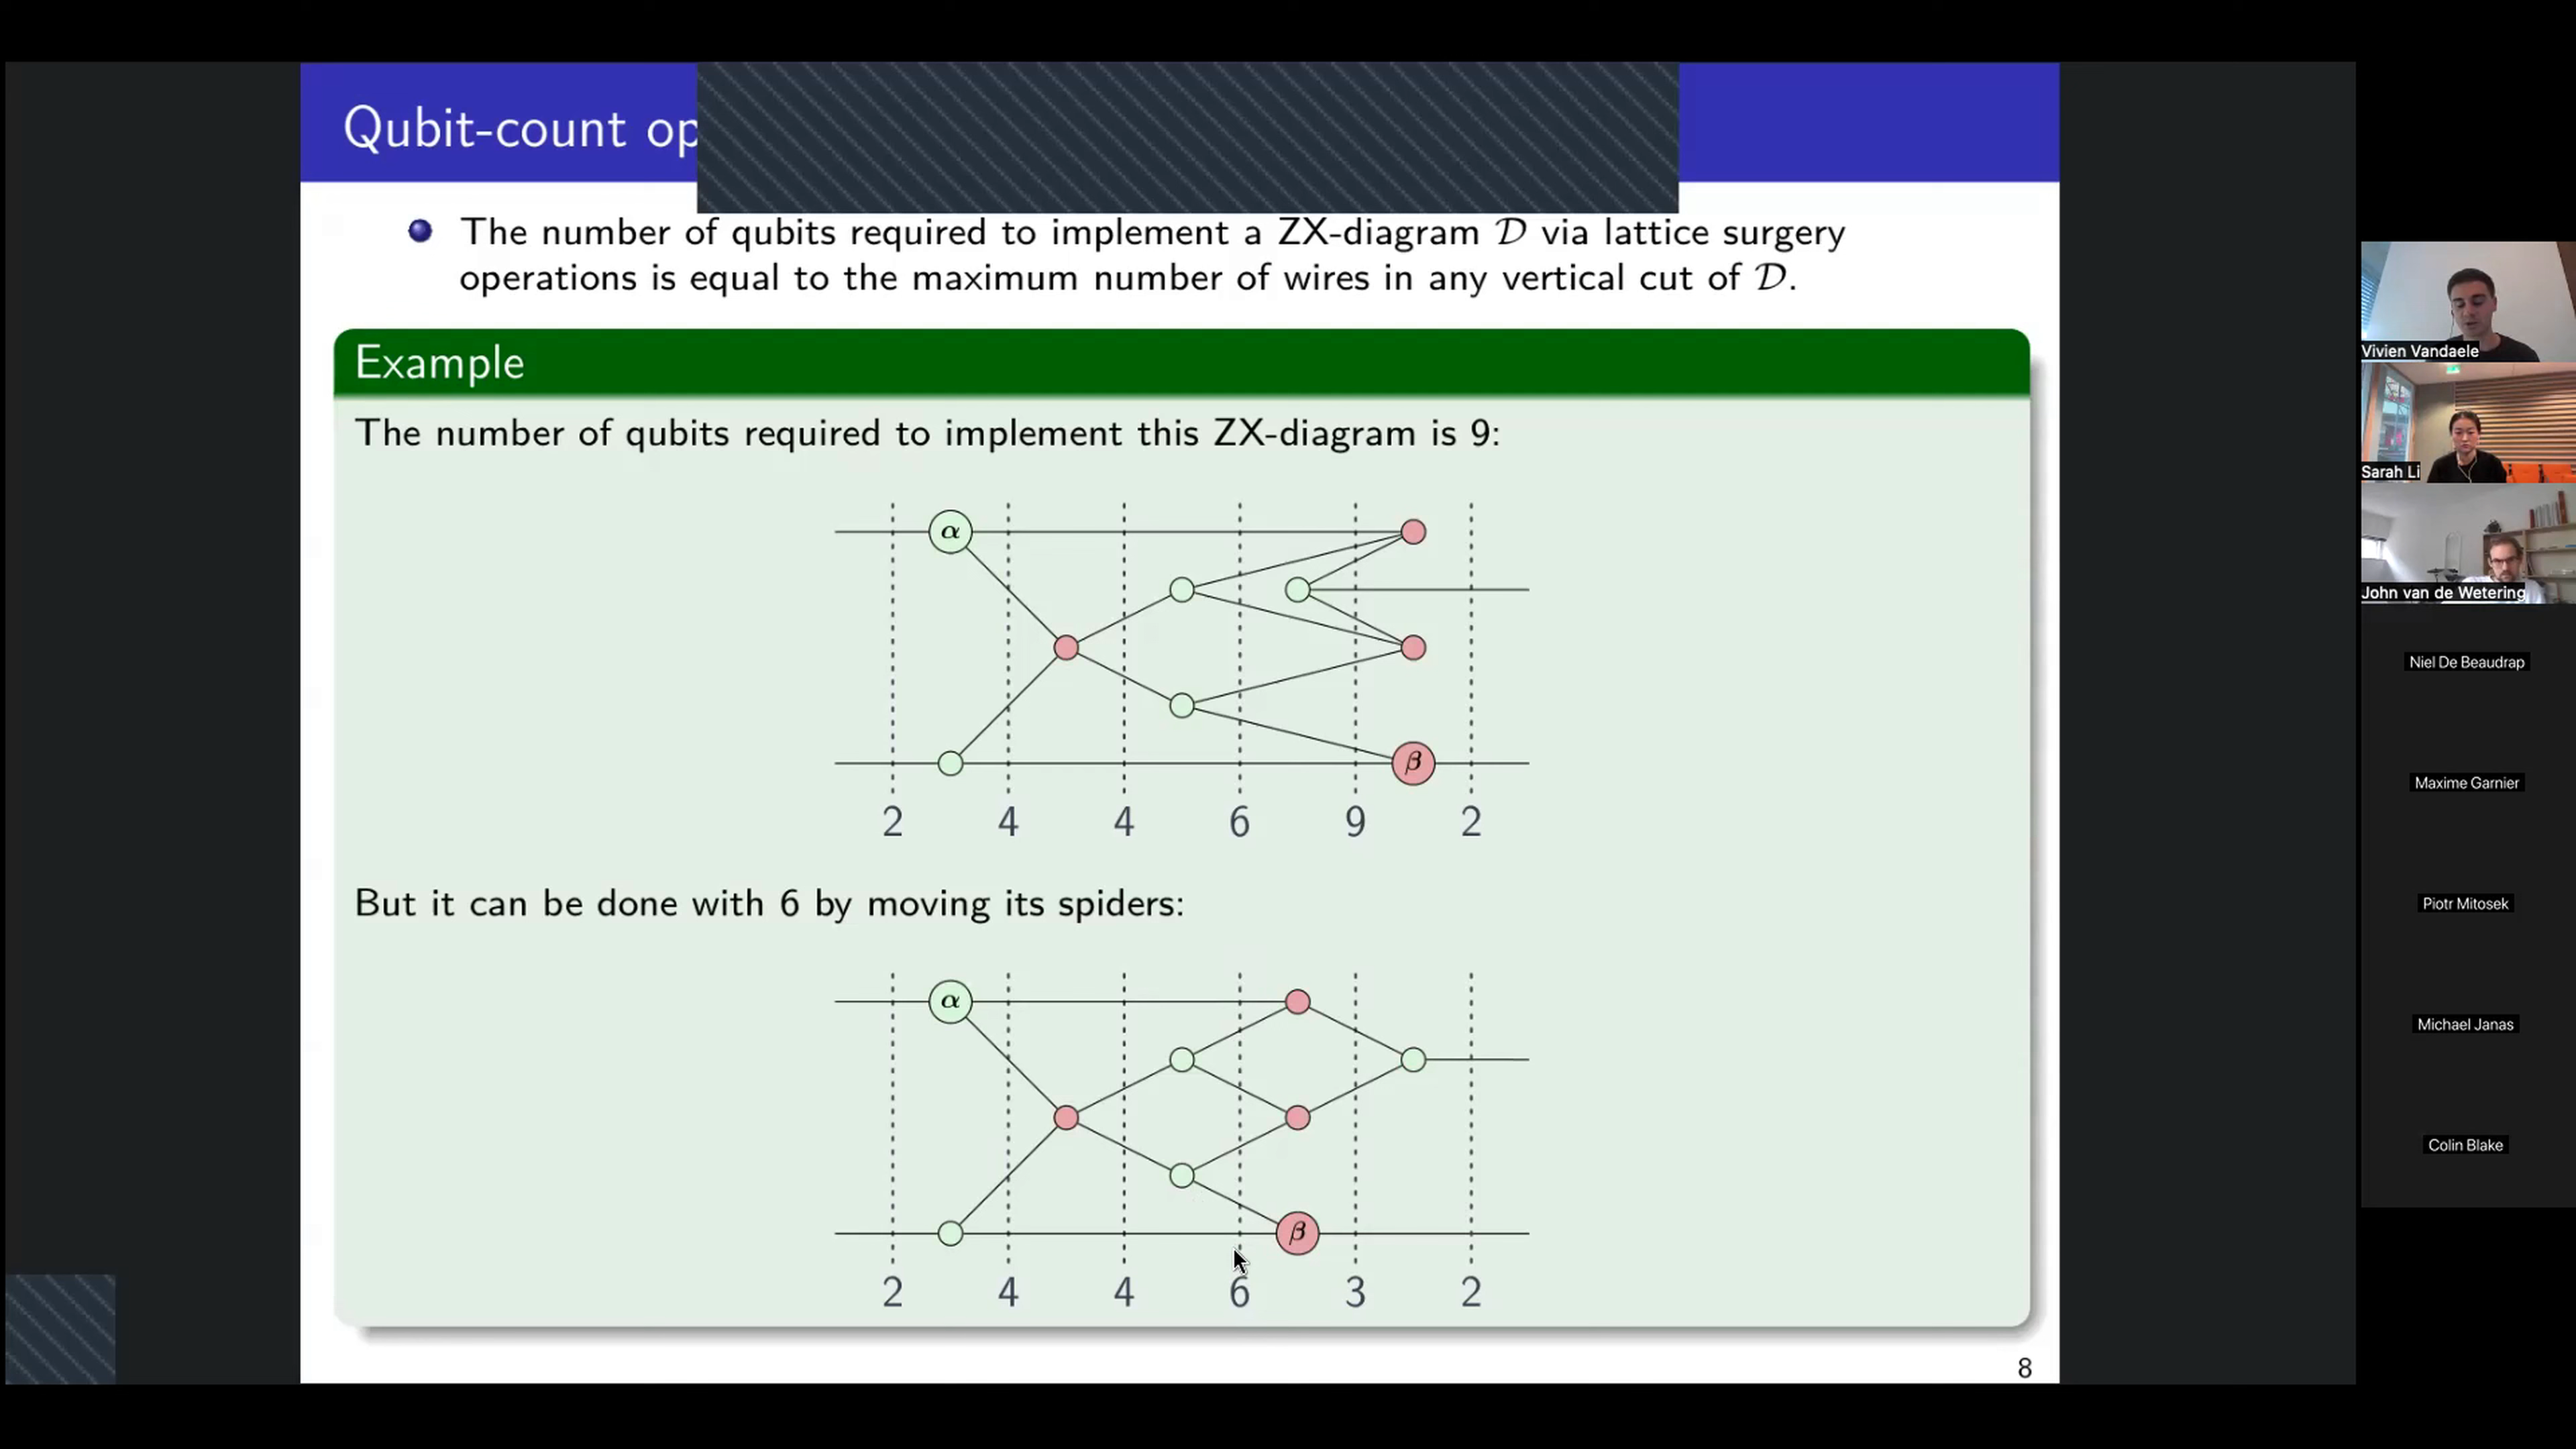 Qubit-count
The number of qubits required to implement a ZX-diagram 𝒟 via lattice surgery
operations is equal to the maximum number of wires in any vertical cut of 𝒟.
Example
The number of qubits required to implement this ZX-diagram is 9:
α
β
2 4 4 6 9 2
But it can be done with 6 by moving its spiders:
α
β
2 4 4 6 3 2
8
Vivien Vandaele
Sarah Li
John van de Wetering
Niel De Beaudrap
Maxime Garnier
Piotr Mitosek
Michael Janas
Colin Blake